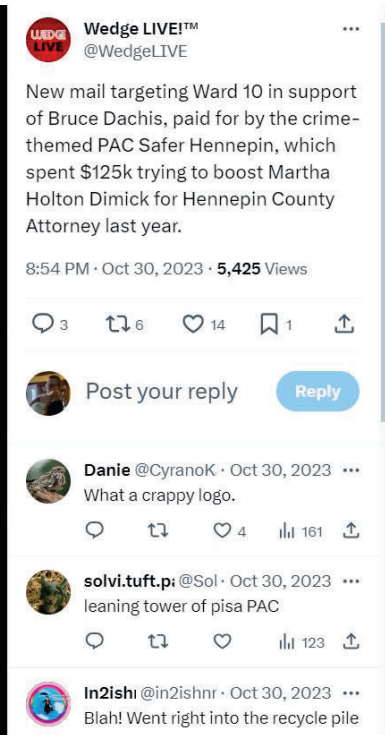 WEDGE
LIVE
Wedge LIVE!™
@WedgeLIVE
New mail targeting Ward 10 in support
of Bruce Dachis, paid for by the crime-
themed PAC Safer Hennepin, which
spent $125k trying to boost Martha
Holton Dimick for Hennepin County
Attorney last year.
8:54 PM · Oct 30, 2023 · 5,425 Views
3 6 14 1
Post your reply Reply
Danie @CyranoK · Oct 30, 2023
What a crappy logo.
4 161
solvi.tuft.pa @Sol · Oct 30, 2023
leaning tower of pisa PAC
123
In2ish @in2ishnr · Oct 30, 2023
Blah! Went right into the recycle pile